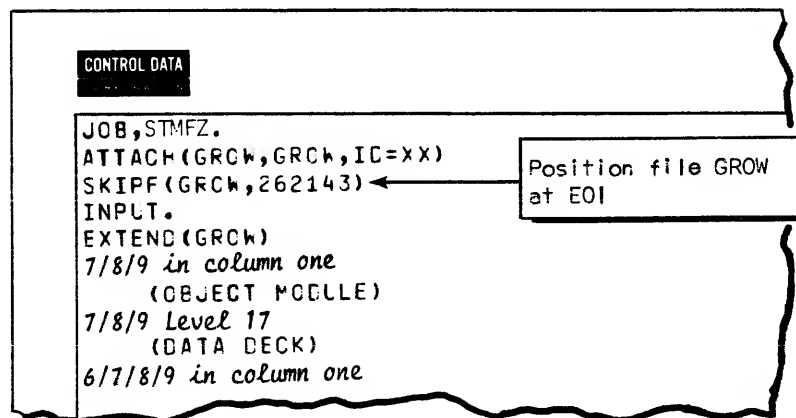 CONTROL DATA
JOB,STMFZ.
ATTACH(GROW,GROW,ID=XX)
SKIPF(GROW,262143)
Position file GROW
at EOI
INPUT.
EXTEND(GROW)
7/8/9 in column one
(OBJECT MODULE)
7/8/9 Level 17
(DATA DECK)
6/7/8/9 in column one